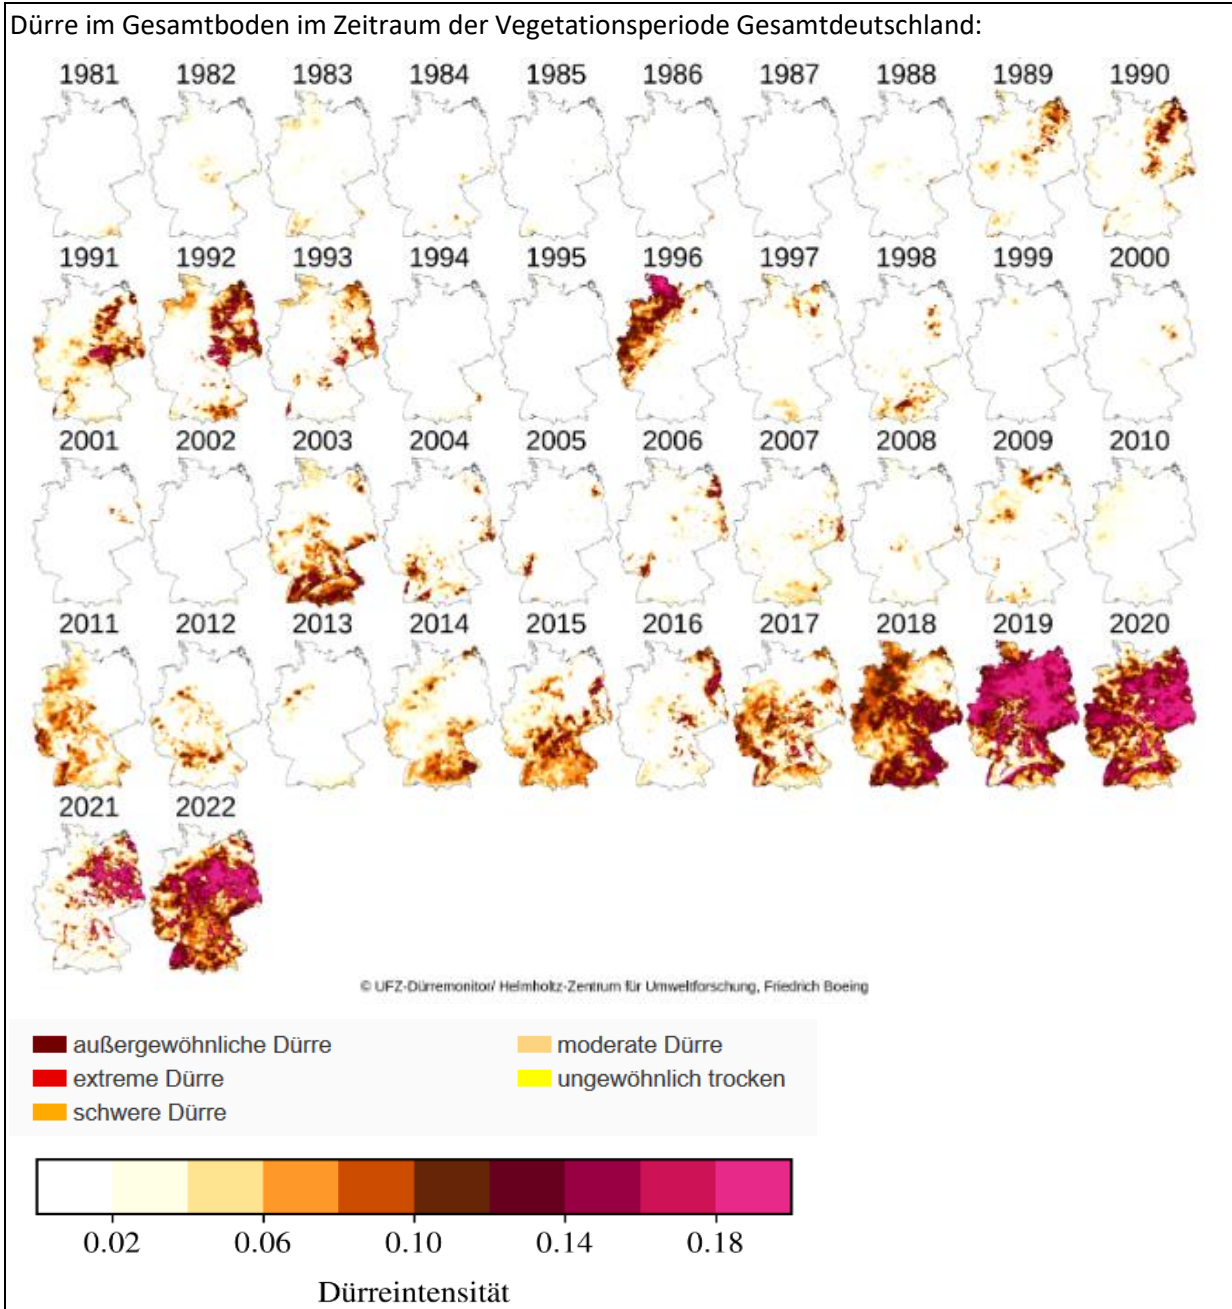 Dürre im Gesamtboden im Zeitraum der Vegetationsperiode Gesamtdeutschland:
1981 1982 1983 1984 1985 1986 1987 1988 1989 1990
1991 1992 1993 1994 1995 1996 1997 1998 1999 2000
2001 2002 2003 2004 2005 2006 2007 2008 2009 2010
2011 2012 2013 2014 2015 2016 2017 2018 2019 2020
2021 2022
© UFZ-Dürremonitor/ Helmholtz-Zentrum für Umweltforschung, Friedrich Boeing
außergewöhnliche Dürre moderate Dürre
extreme Dürre ungewöhnlich trocken
schwere Dürre
0.02 0.06 0.10 0.14 0.18
Dürreintensität